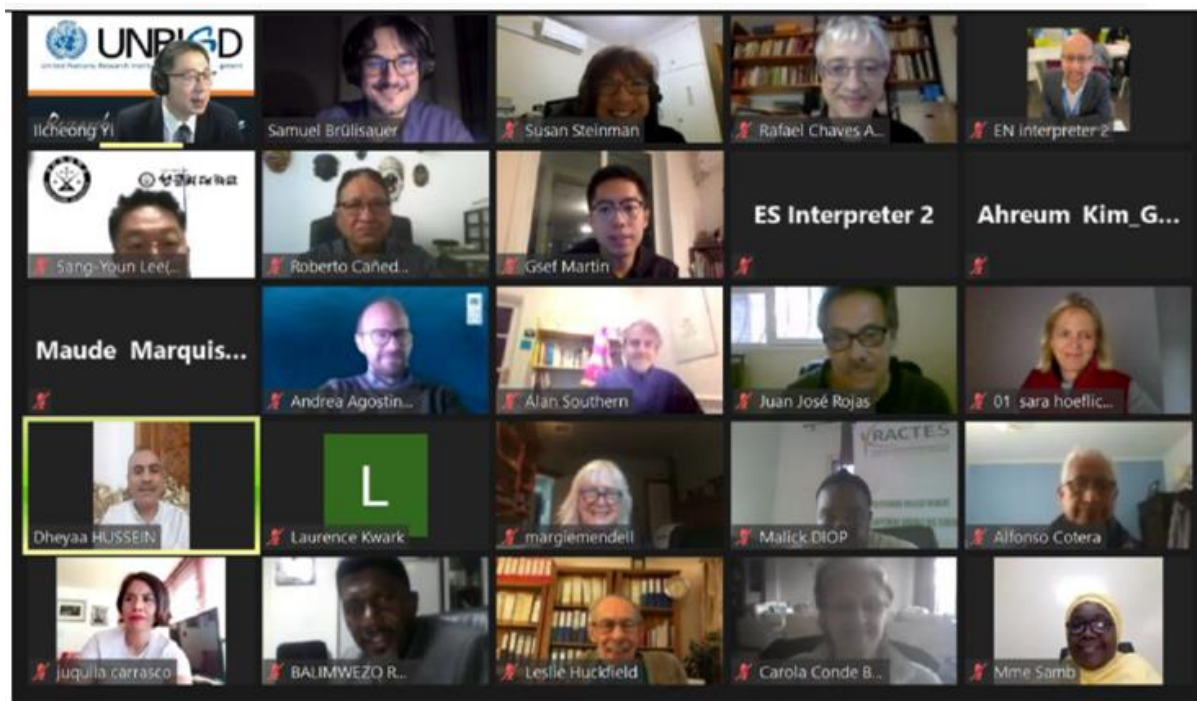 UNRISD
Ilcheong Yi
Samuel Brülisauer
Susan Steinman
Rafael Chaves A...
EN interpreter 2
Sang-Youn Lee(...
Roberto Cañed...
Gsef Martin
ES Interpreter 2
Ahreum Kim_G...
Maude Marquis...
Andrea Agostin...
Alan Southern
Juan José Rojas
01 sara hoeflic...
Dheyaa HUSSEIN
L
Laurence Kwark
margiemendell
RACTES
Malick DIOP
Alfonso Cotera
juquila carrasco
BALIMWEZO R...
Leslie Huckfield
Carola Conde B...
Mme Samb